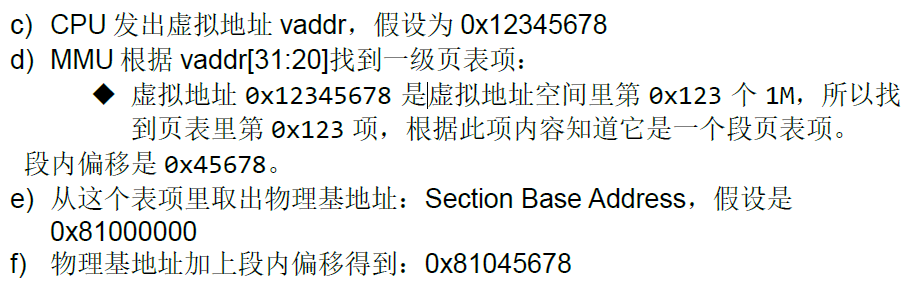 c) CPU 发出虚拟地址 vaddr，假设为 0x12345678
d) MMU 根据 vaddr[31:20]找到一级页表项：
◆ 虚拟地址 0x12345678 是虚拟地址空间里第 0x123 个 1M，所以找
到页表里第 0x123 项，根据此项内容知道它是一个段页表项。
段内偏移是 0x45678。
e) 从这个表项里取出物理基地址：Section Base Address，假设是
0x81000000
f) 物理基地址加上段内偏移得到：0x81045678